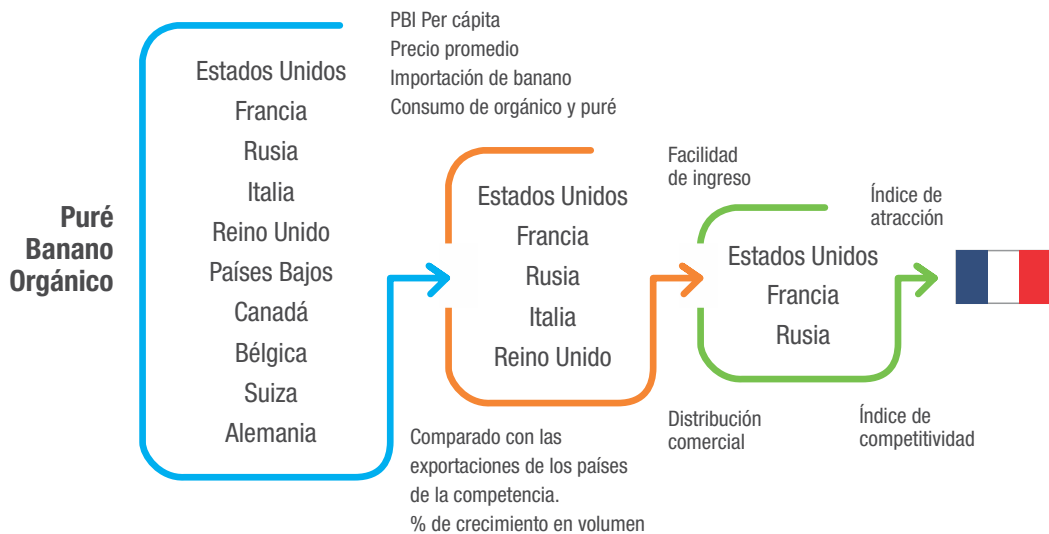 Puré
Banano
Orgánico
Estados Unidos
Francia
Rusia
Italia
Reino Unido
Países Bajos
Canadá
Bélgica
Suiza
Alemania
PBI Per cápita
Precio promedio
Importación de banano
Consumo de orgánico y puré
Estados Unidos
Francia
Rusia
Italia
Reino Unido
Comparado con las
exportaciones de los países
de la competencia.
% de crecimiento en volumen
Facilidad
de ingreso
Estados Unidos
Francia
Rusia
Distribución
comercial
Índice de
atracción
Índice de
competitividad